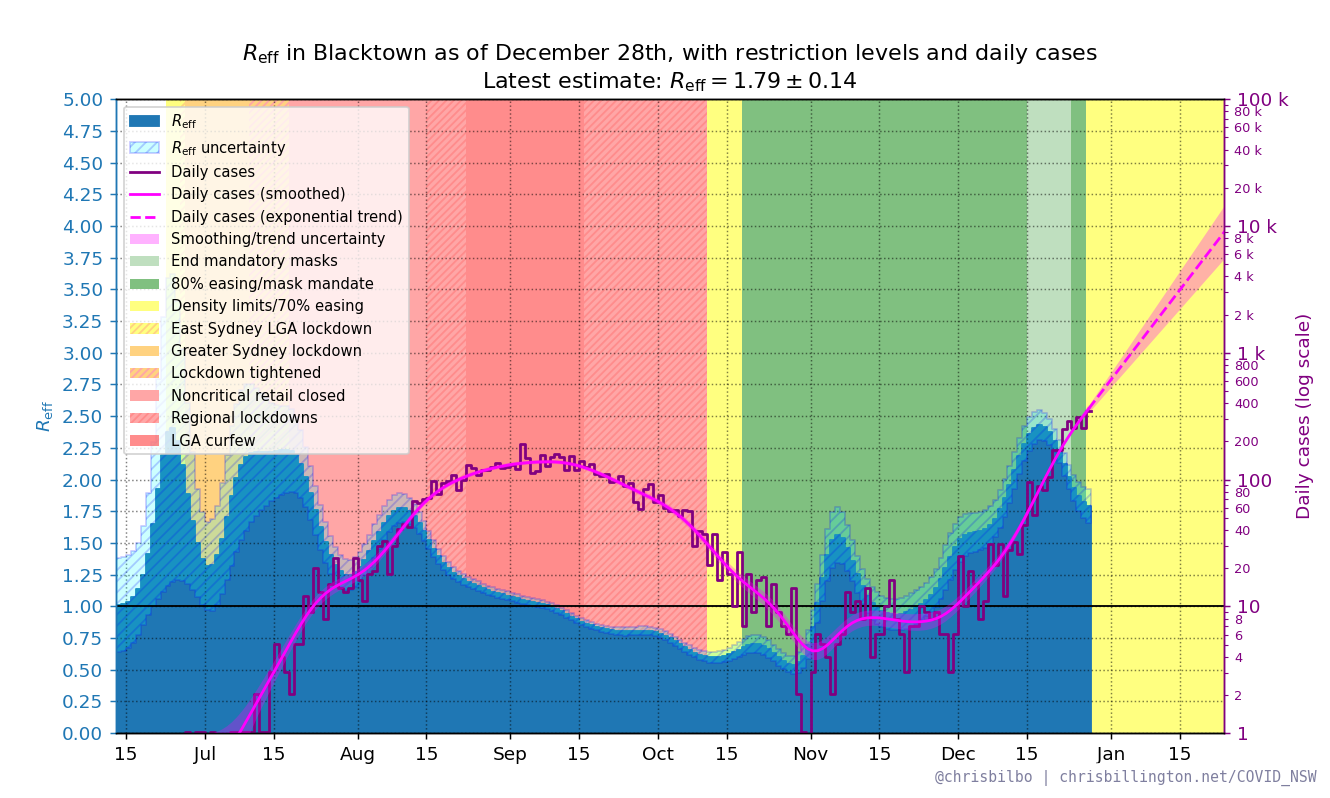 R_eff in Blacktown as of December 28th, with restriction levels and daily cases
Latest estimate: R_eff = 1.79 ± 0.14
5.00
4.75
4.50
4.25
4.00
3.75
3.50
3.25
3.00
2.75
2.50
2.25
2.00
1.75
1.50
1.25
1.00
0.75
0.50
0.25
0.00
R_eff
R_eff
R_eff uncertainty
Daily cases
Daily cases (smoothed)
Daily cases (exponential trend)
Smoothing/trend uncertainty
End mandatory masks
80% easing/mask mandate
Density limits/70% easing
East Sydney LGA lockdown
Greater Sydney lockdown
Lockdown tightened
Noncritical retail closed
Regional lockdowns
LGA curfew
100 k
80 k
60 k
40 k
20 k
10 k
8 k
6 k
4 k
2 k
1 k
800
600
400
200
100
80
60
40
20
10
8
6
4
2
1
Daily cases (log scale)
15 Jul 15 Aug 15 Sep 15 Oct 15 Nov 15 Dec 15 Jan 15
@chrisbilbo | chrisbillington.net/COVID_NSW